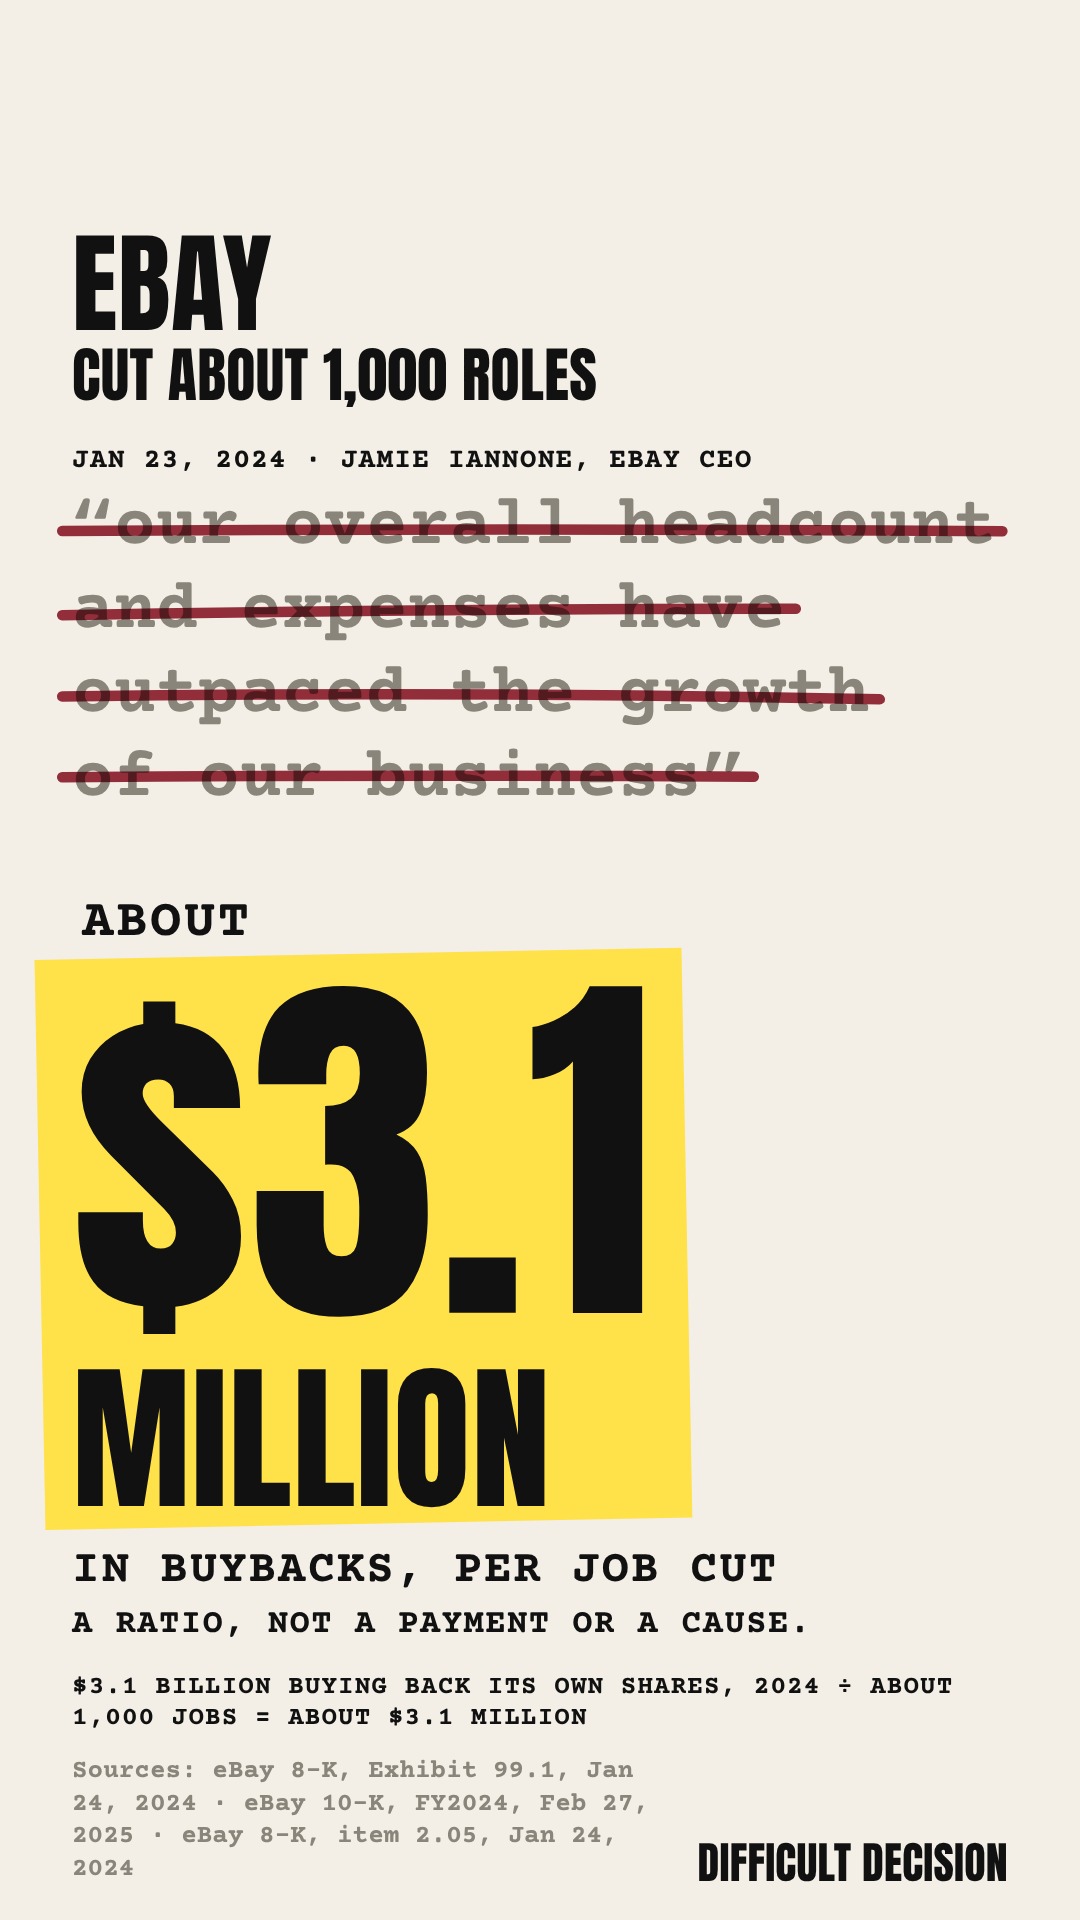 EBAY
CUT ABOUT 1,000 ROLES
JAN 23, 2024 · JAMIE IANNONE, EBAY CEO
“our overall headcount
and expenses have
outpaced the growth
of our business”
ABOUT
$3.1
MILLION
IN BUYBACKS, PER JOB CUT
A RATIO, NOT A PAYMENT OR A CAUSE.
$3.1 BILLION BUYING BACK ITS OWN SHARES, 2024 ÷ ABOUT
1,000 JOBS = ABOUT $3.1 MILLION
Sources: eBay 8-K, Exhibit 99.1, Jan
24, 2024 · eBay 10-K, FY2024, Feb 27,
2025 · eBay 8-K, item 2.05, Jan 24,
2024
DIFFICULT DECISION